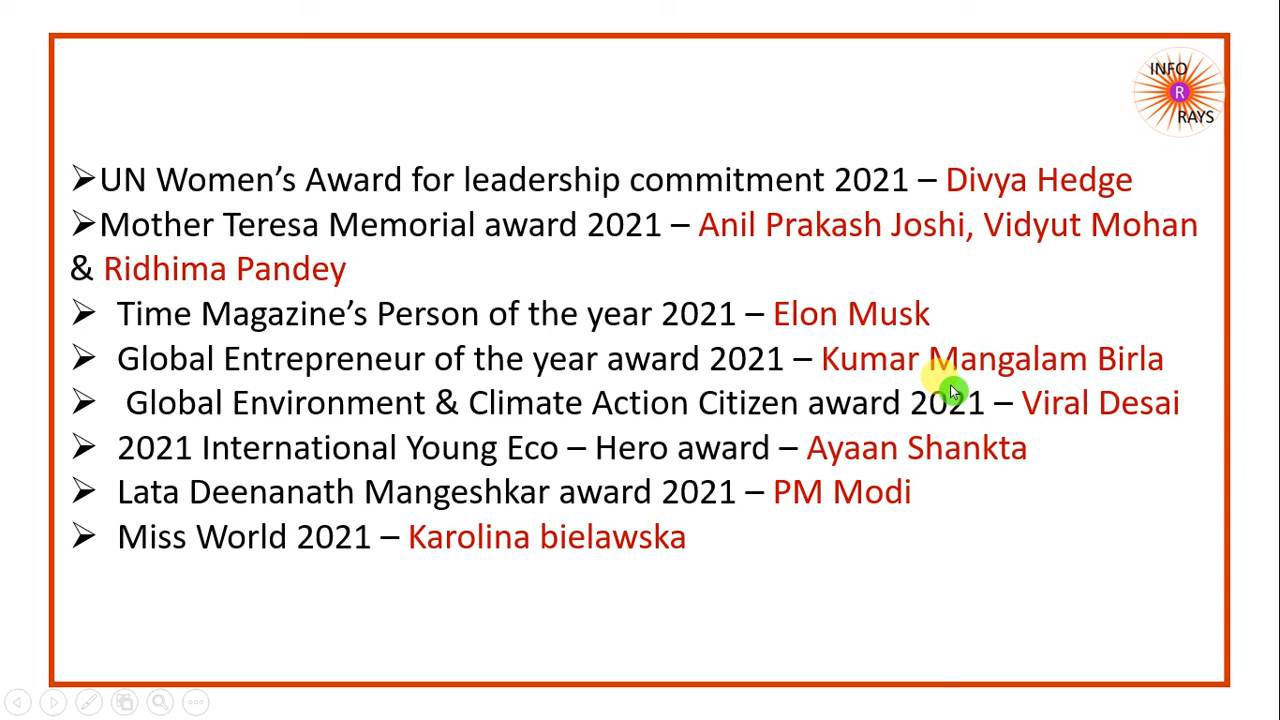 INFO
R
RAYS
➢UN Women’s Award for leadership commitment 2021 – Divya Hedge
➢Mother Teresa Memorial award 2021 – Anil Prakash Joshi, Vidyut Mohan
& Ridhima Pandey
➢ Time Magazine’s Person of the year 2021 – Elon Musk
➢ Global Entrepreneur of the year award 2021 – Kumar Mangalam Birla
➢ Global Environment & Climate Action Citizen award 2021 – Viral Desai
➢ 2021 International Young Eco – Hero award – Ayaan Shankta
➢ Lata Deenanath Mangeshkar award 2021 – PM Modi
➢ Miss World 2021 – Karolina bielawska